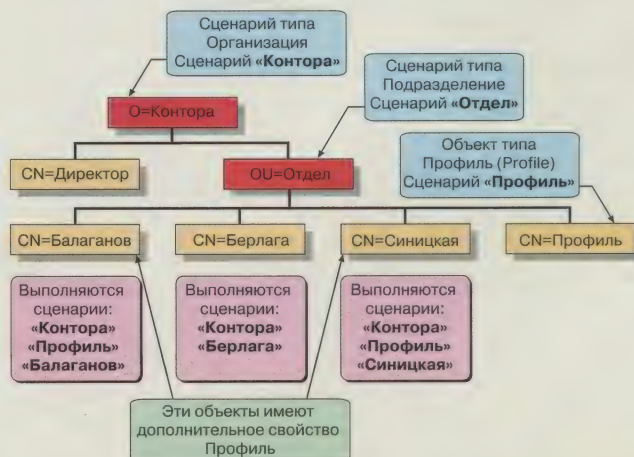 Сценарий типа
Организация
Сценарий «Контора»
Сценарий типа
Подразделение
Сценарий «Отдел»
O=Контора
Объект типа
Профиль (Profile)
Сценарий «Профиль»
CN=Директор
OU=Отдел
CN=Балаганов
CN=Берлага
CN=Синицкая
CN=Профиль
Выполняются
сценарии:
«Контора»
«Профиль»
«Балаганов»
Выполняются
сценарии:
«Контора»
«Берлага»
Выполняются
сценарии:
«Контора»
«Профиль»
«Синицкая»
Эти объекты имеют
дополнительное свойство
Профиль